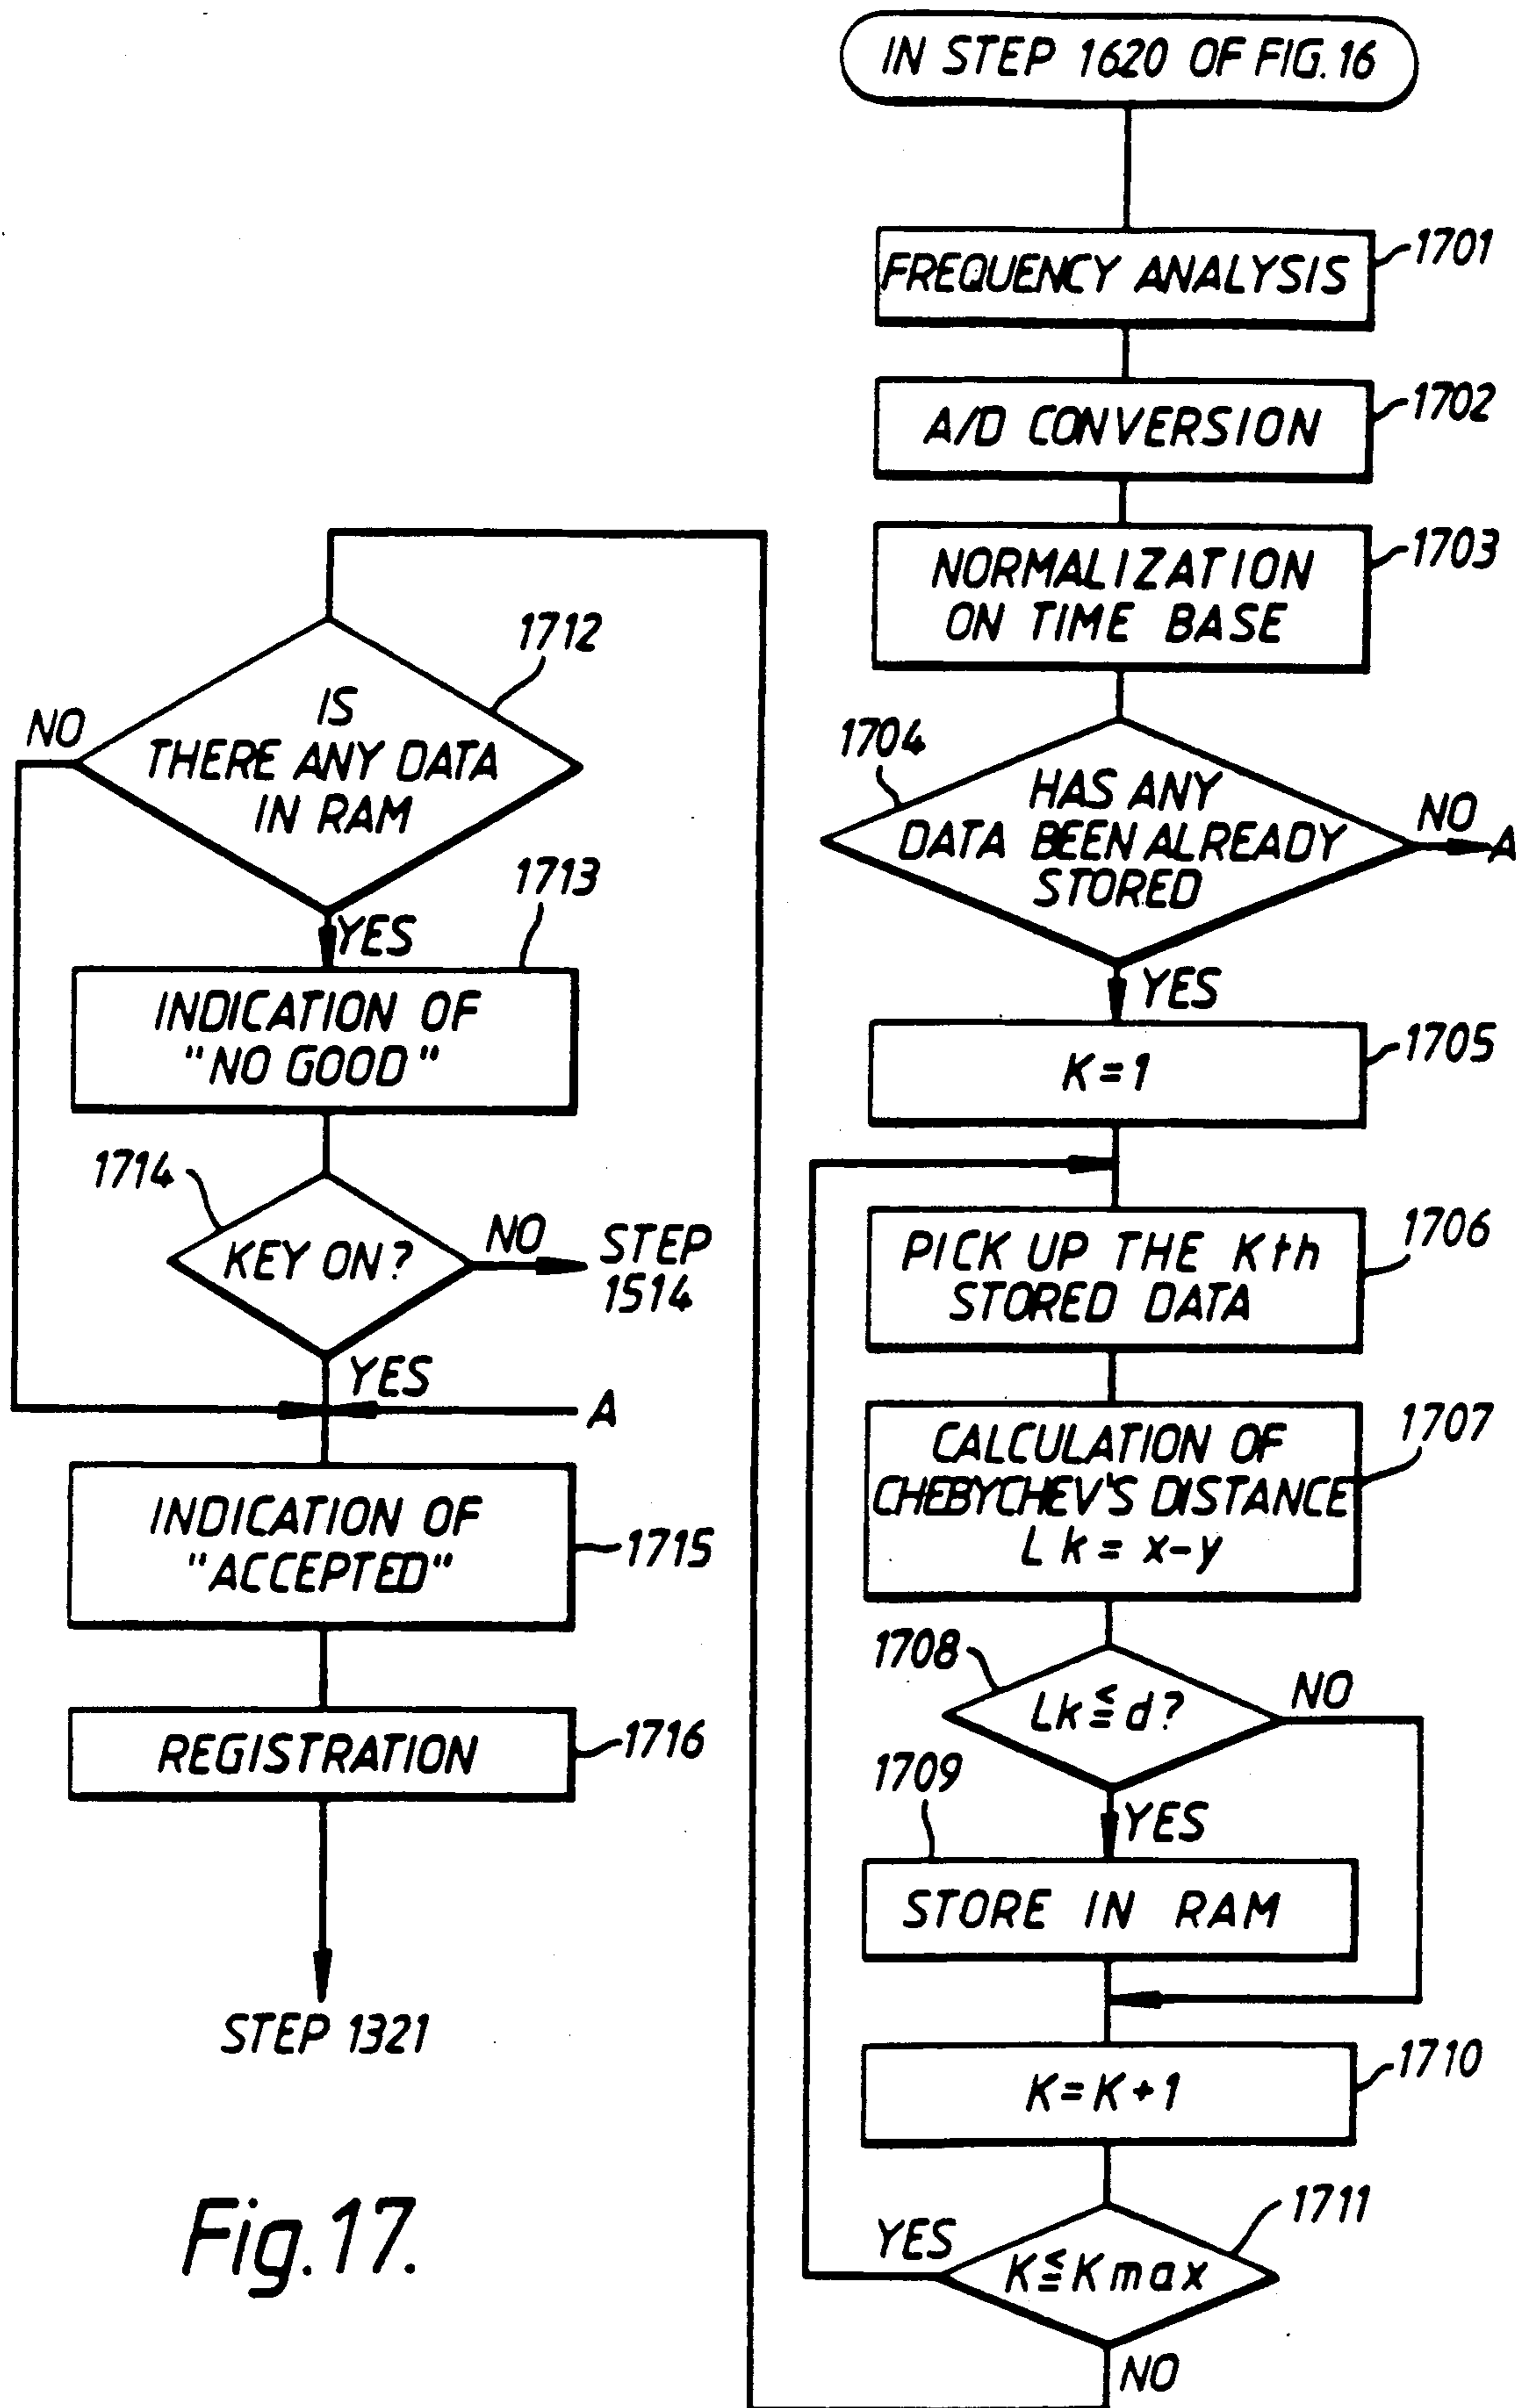 IN STEP 1620 OF FIG.16
FREQUENCY ANALYSIS
1701
A/D CONVERSION
1702
NORMALIZATION
ON TIME BASE
1703
1704
HAS ANY
DATA BEEN ALREADY
STORED
NO
A
YES
K=1
1705
PICK UP THE Kth
STORED DATA
1706
CALCULATION OF
CHEBYCHEV'S DISTANCE
Lk = x-y
1707
1708
Lk≦d?
NO
1709
YES
STORE IN RAM
K=K+1
1710
1711
YES
K≦Kmax
NO
1712
NO
IS
THERE ANY DATA
IN RAM
1713
YES
INDICATION OF
"NO GOOD"
1714
KEY ON?
NO
STEP
1514
YES
A
INDICATION OF
"ACCEPTED"
1715
REGISTRATION
1716
STEP 1321
Fig.17.